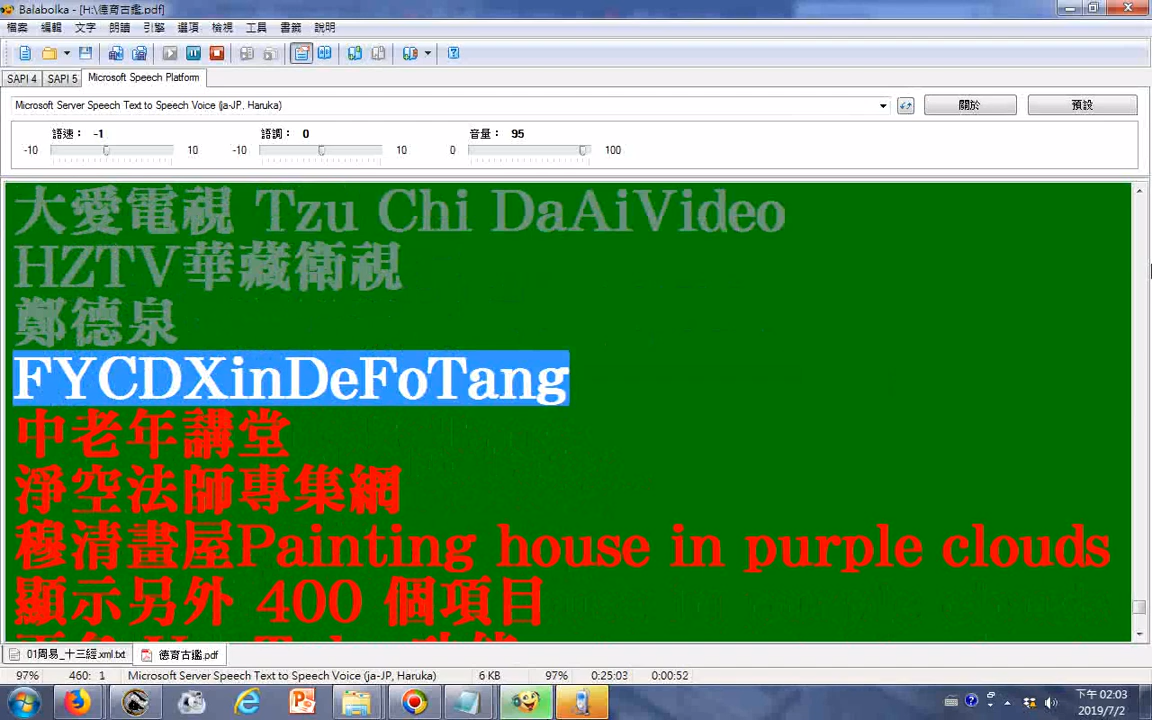 Balabolka - [H:\德育古鑑.pdf]
檔案 編輯 文字 朗讀 引擎 選項 檢視 工具 書籤 說明
SAPI 4 SAPI 5 Microsoft Speech Platform
Microsoft Server Speech Text to Speech Voice (ja-JP, Haruka) 關於 預設
語速： -1 語調： 0 音量： 95
-10 10 -10 10 0 100
大愛電視 Tzu Chi DaAiVideo
HZTV華藏衛視
鄭德泉
FYCDXinDeFoTang
中老年講堂
淨空法師專集網
穆清畫屋Painting house in purple clouds
顯示另外 400 個項目
01周易_十三經.xml.txt 德育古鑑.pdf
97% 460: 1 Microsoft Server Speech Text to Speech Voice (ja-JP, Haruka) 6 KB 97% 0:25:03 0:00:52
下午 02:03
2019/7/2